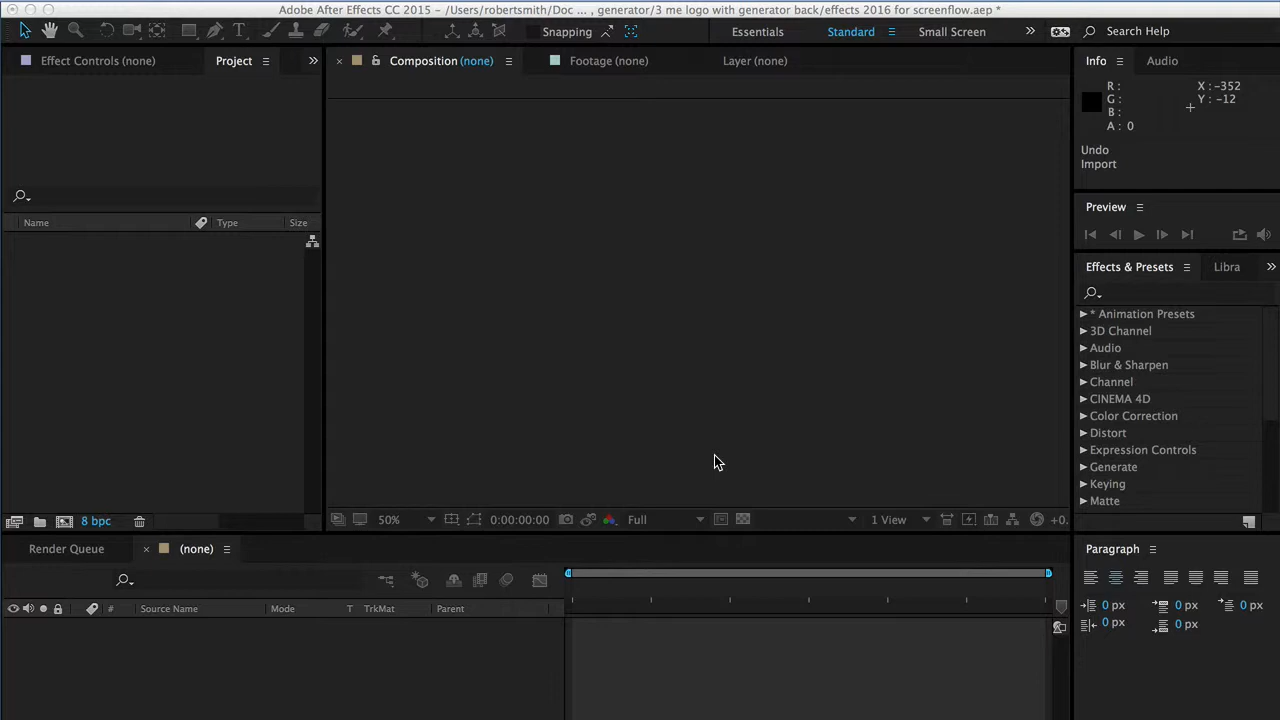 Adobe After Effects CC 2015 – /Users/robertsmith/Doc ... , generator/3 me logo with generator back/effects 2016 for screenflow.aep *
Snapping
Essentials
Standard
Small Screen
Search Help
Effect Controls (none)
Project
Composition (none)
Footage (none)
Layer (none)
Info
Audio
R :
G :
B :
A : 0
X : -352
Y : -12
Undo
Import
Name
Type
Size
Preview
Effects & Presets
Libra
* Animation Presets
3D Channel
Audio
Blur & Sharpen
Channel
CINEMA 4D
Color Correction
Distort
Expression Controls
Generate
Keying
Matte
8 bpc
50%
0:00:00:00
Full
1 View
+0.
Render Queue
(none)
Paragraph
#
Source Name
Mode
T
TrkMat
Parent
0 px
0 px
0 px
0 px
0 px